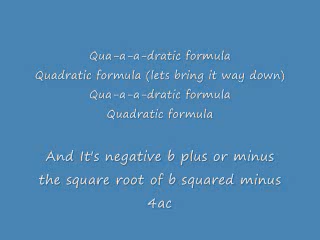 Qua-a-a-dratic formula
Quadratic formula (lets bring it way down)
Qua-a-a-dratic formula
Quadratic formula
And It's negative b plus or minus
the square root of b squared minus
4ac